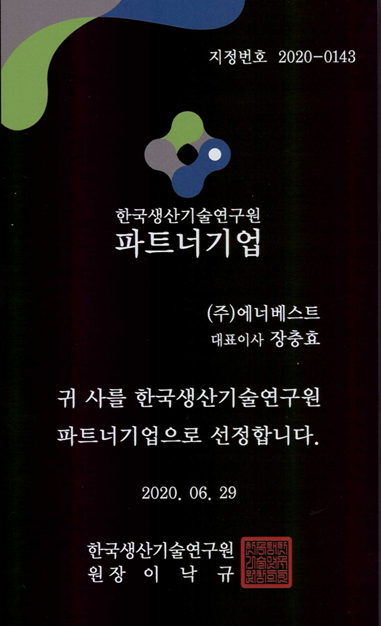 지정번호 2020-0143
한국생산기술연구원
파트너기업
(주)에너베스트
대표이사 장충효
귀 사를 한국생산기술연구원
파트너기업으로 선정합니다.
2020. 06. 29
한국생산기술연구원
원장 이 낙 규